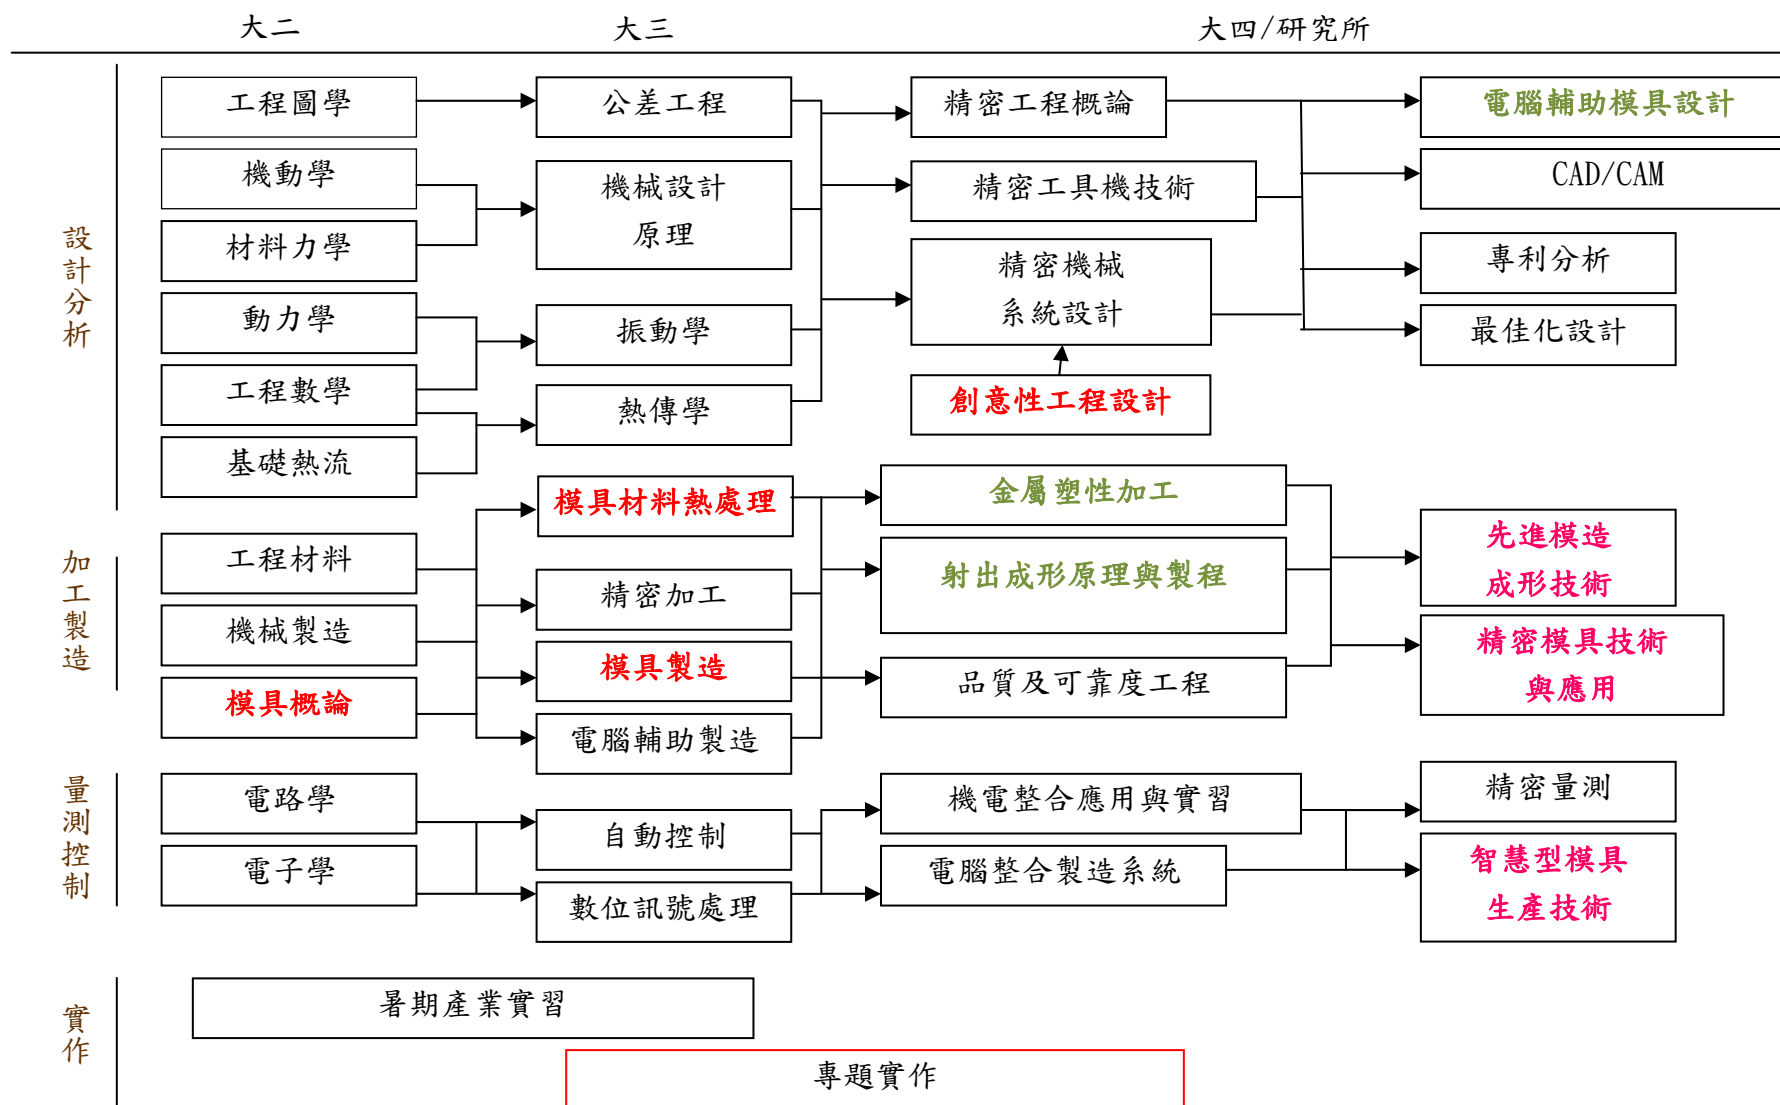 大二
大三
大四/研究所
設計分析
工程圖學
公差工程
精密工程概論
電腦輔助模具設計
機動學
機械設計
原理
精密工具機技術
CAD/CAM
材料力學
精密機械
系統設計
專利分析
動力學
振動學
最佳化設計
工程數學
熱傳學
創意性工程設計
基礎熱流
加工製造
模具材料熱處理
金屬塑性加工
先進模造
成形技術
工程材料
精密加工
射出成形原理與製程
機械製造
模具製造
品質及可靠度工程
精密模具技術
與應用
模具概論
電腦輔助製造
量測控制
電路學
自動控制
機電整合應用與實習
精密量測
電子學
數位訊號處理
電腦整合製造系統
智慧型模具
生產技術
實作
暑期產業實習
專題實作